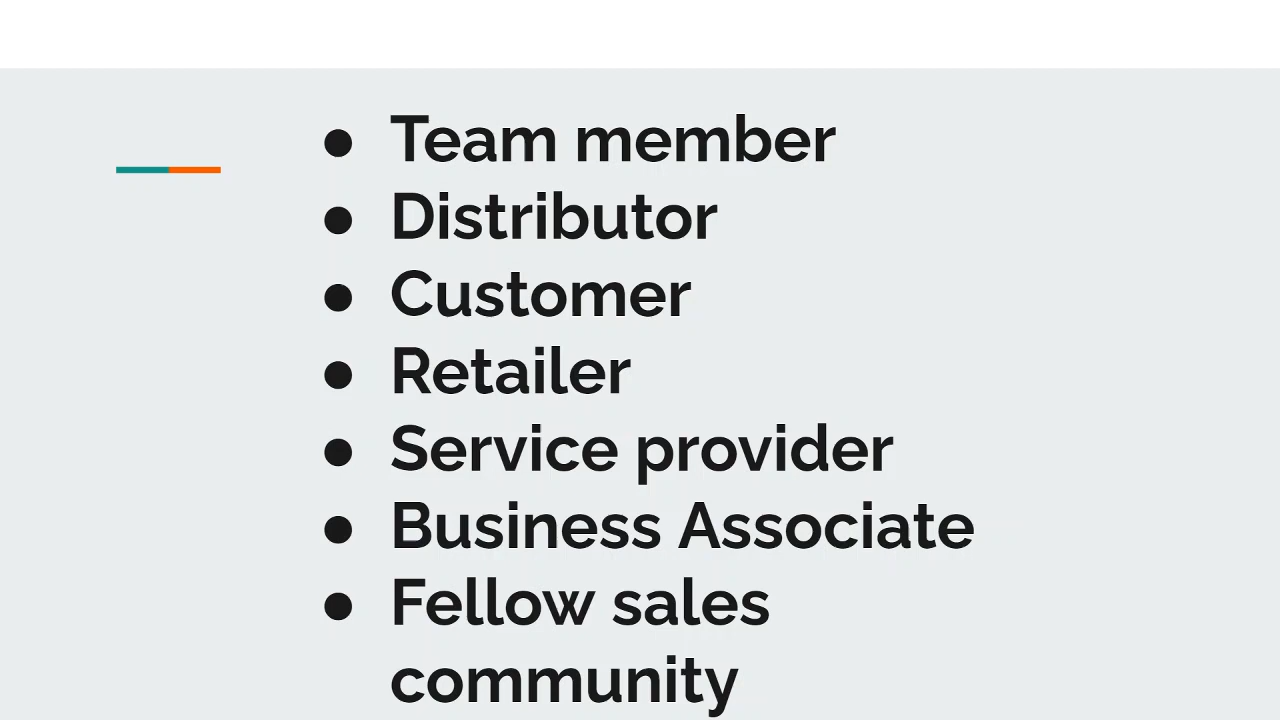 ● Team member
● Distributor
● Customer
● Retailer
● Service provider
● Business Associate
● Fellow sales
community